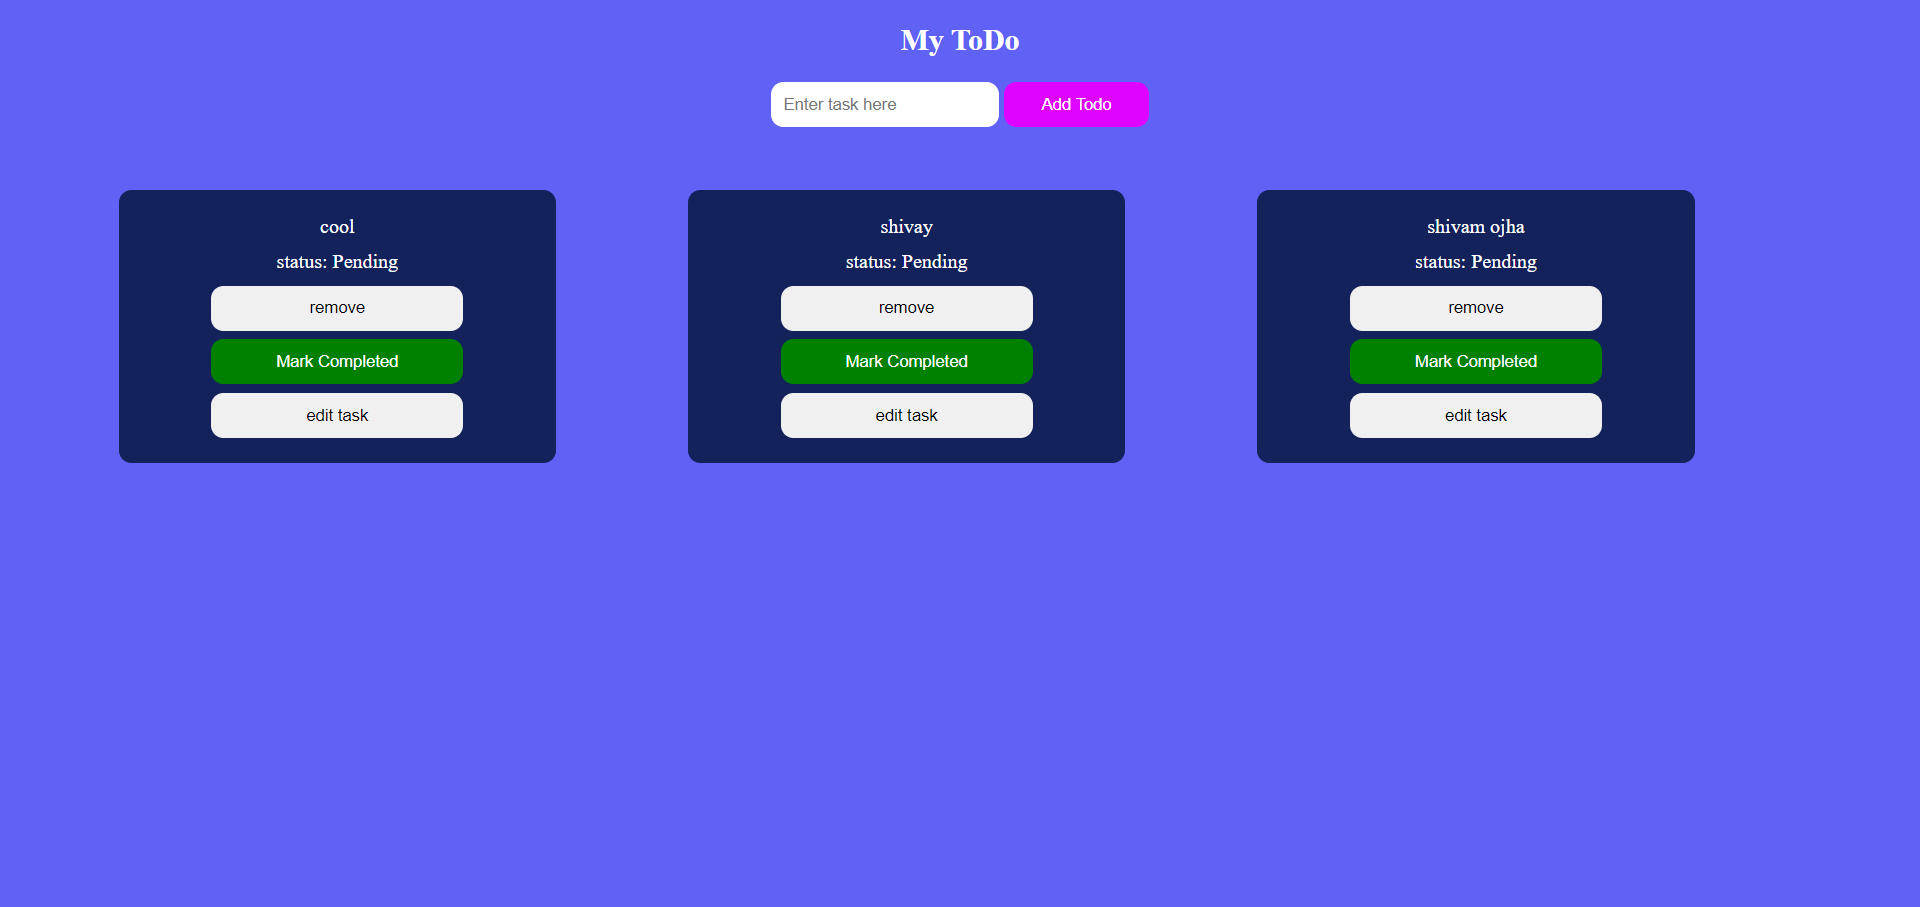 My ToDo
Enter task here
Add Todo
cool
status: Pending
remove
Mark Completed
edit task
shivay
status: Pending
remove
Mark Completed
edit task
shivam ojha
status: Pending
remove
Mark Completed
edit task